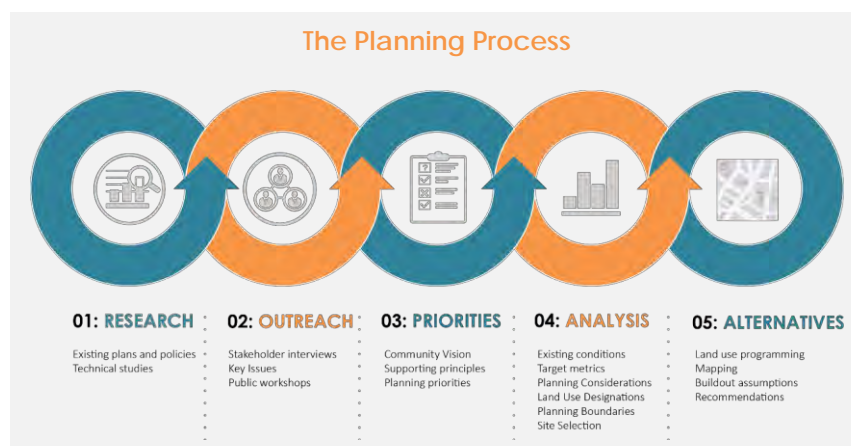 The Planning Process
01: RESEARCH
Existing plans and policies
Technical studies
02: OUTREACH
Stakeholder interviews
Key Issues
Public workshops
03: PRIORITIES
Community Vision
Supporting principles
Planning priorities
04: ANALYSIS
Existing conditions
Target metrics
Planning Considerations
Land Use Designations
Planning Boundaries
Site Selection
05: ALTERNATIVES
Land use programming
Mapping
Buildout assumptions
Recommendations